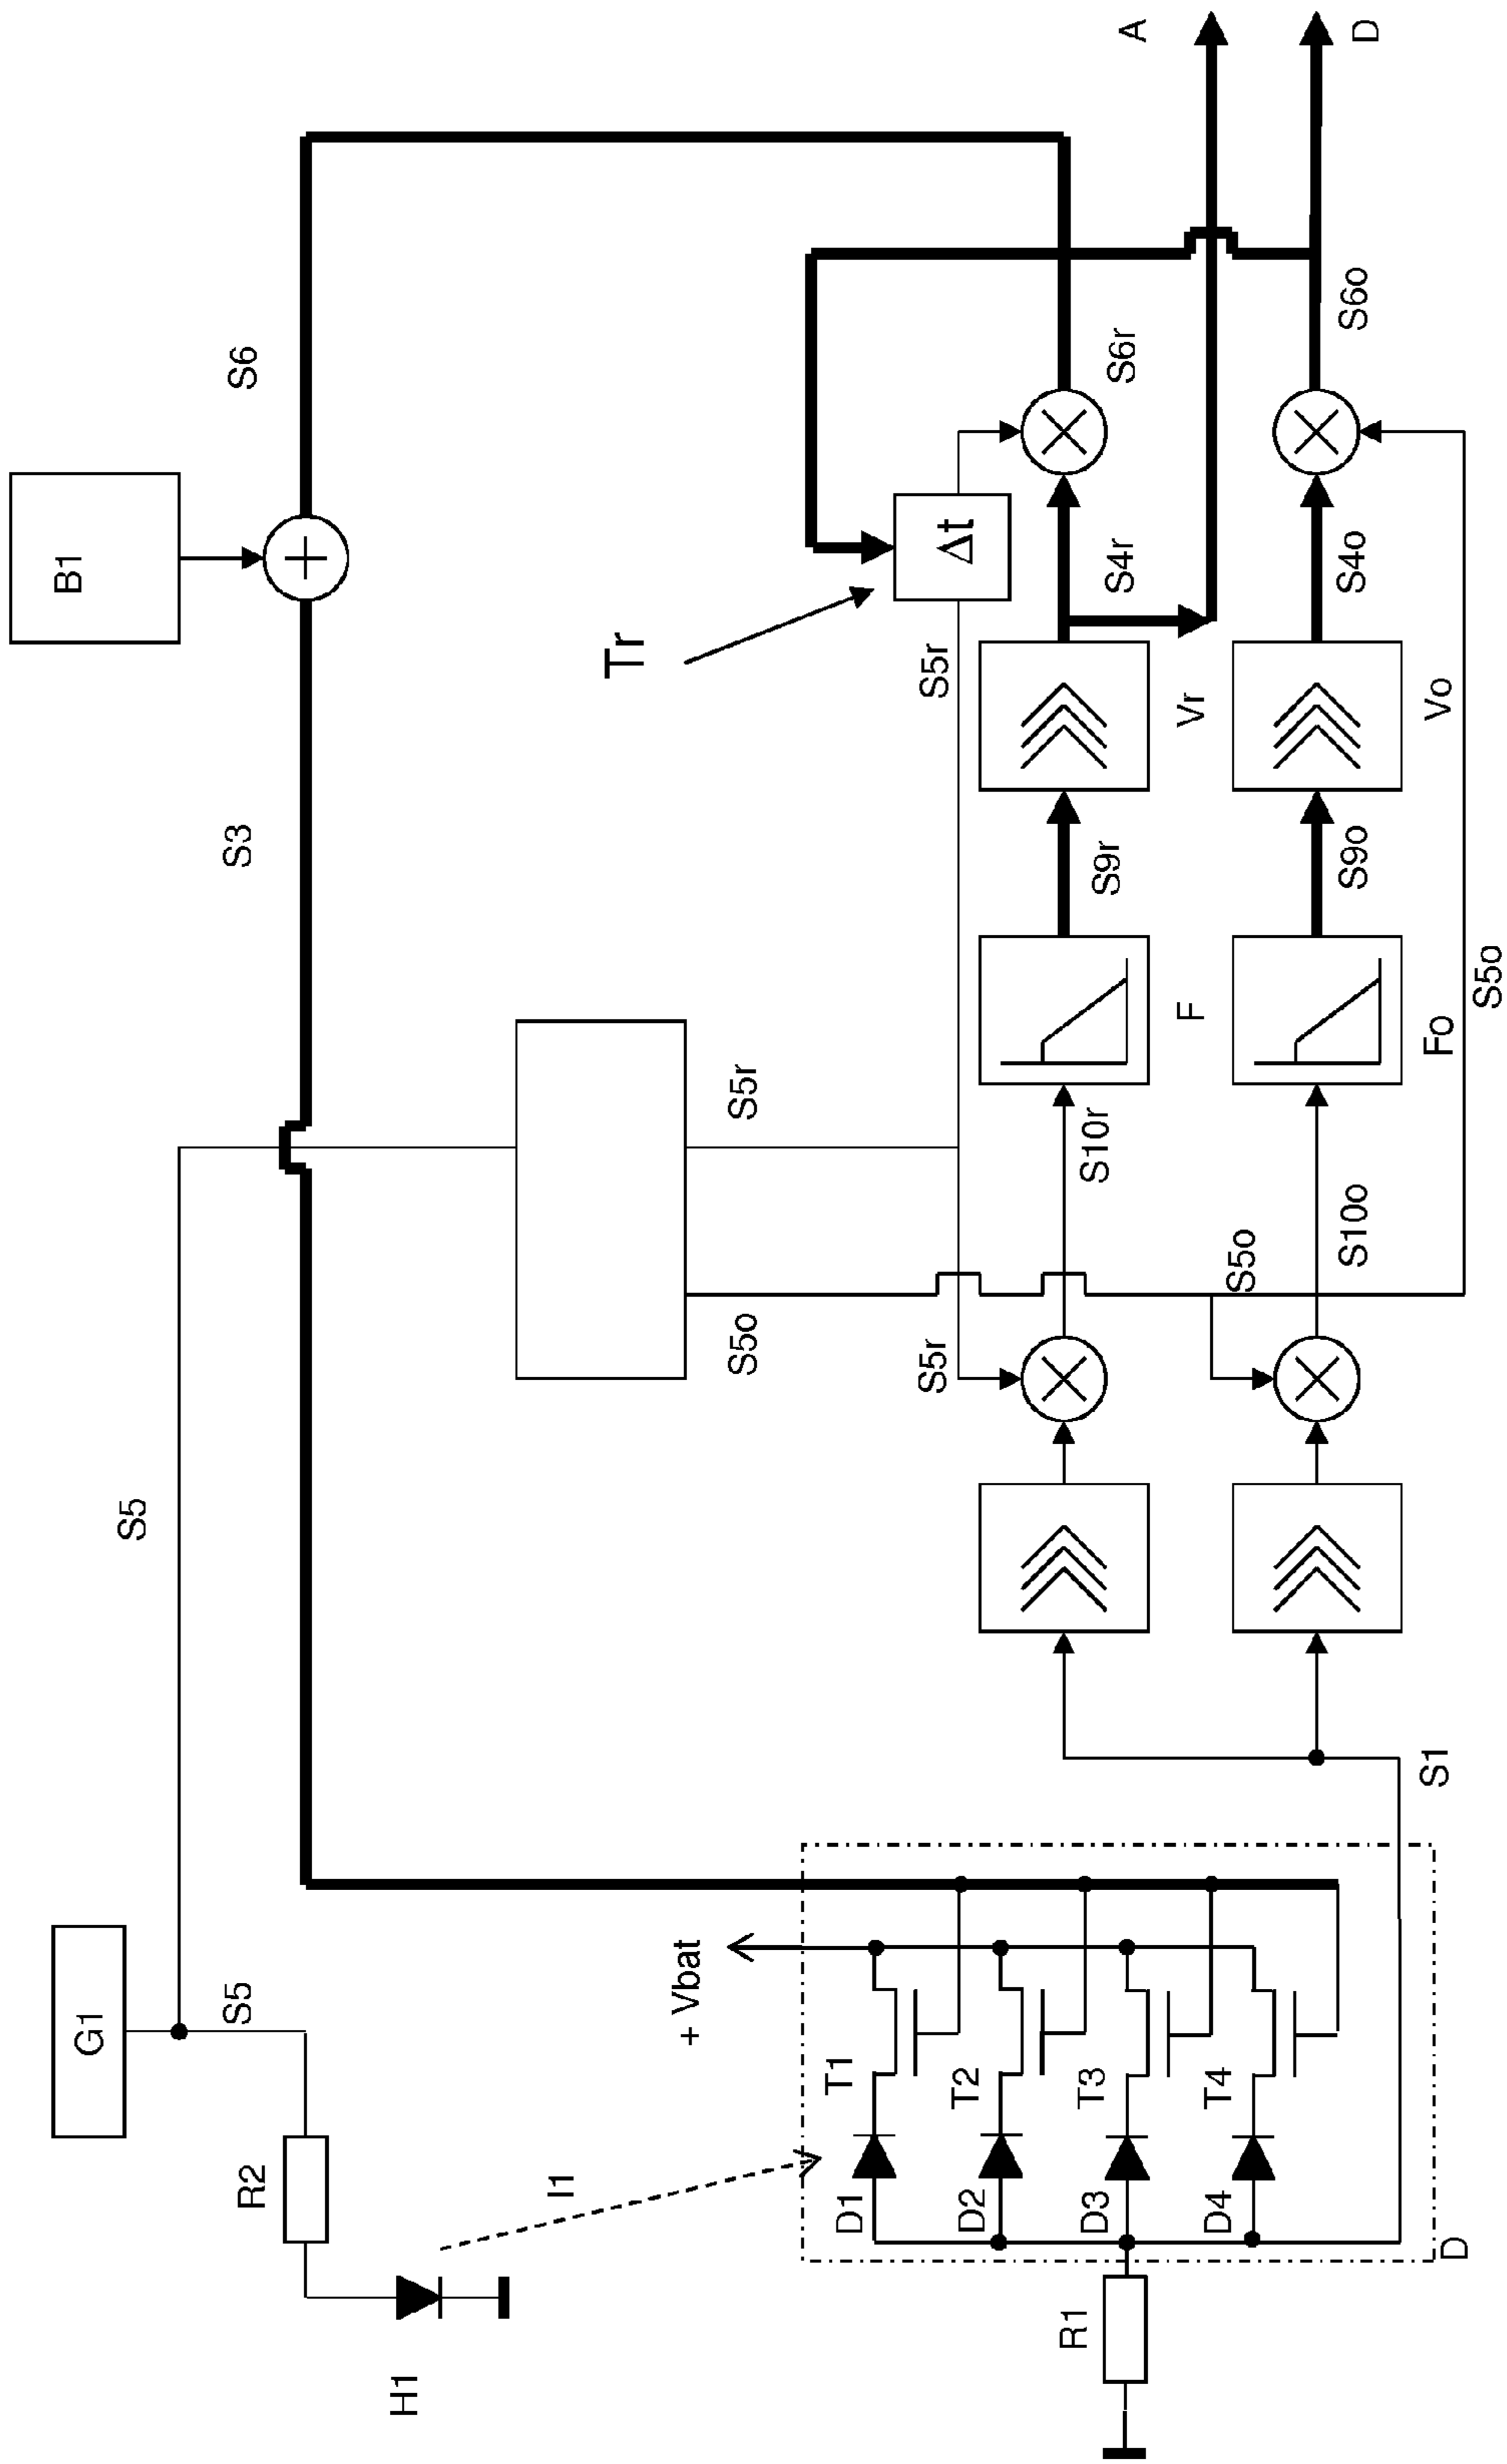 G1
S5
S5
R2
H1
I1
B1
S3
S6
+ Vbat
T1
T2
T3
T4
D1
D2
D3
D4
D
R1
S1
S5o
S5r
S5r
S5r
Tr
Δt
S10r
F
S9r
Vr
S4r
S6r
A
S5o
S10o
Fo
S9o
Vo
S4o
S6o
D
S5o